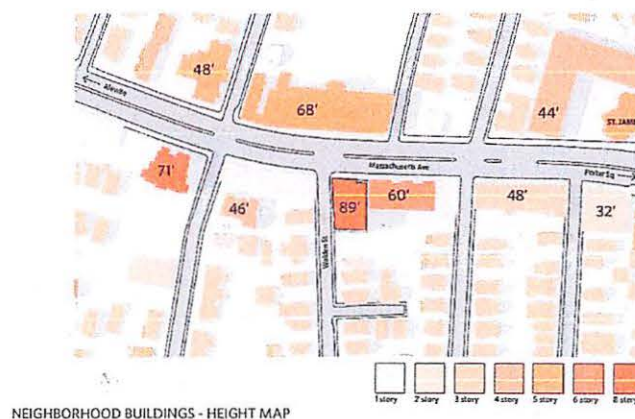 48'
68'
44'
ST. JAME
Alewife
Massachusetts Ave
Porter Sq
71'
46'
89'
60'
48'
32'
Walden St
1 story
2 story
3 story
4 story
5 story
6 story
8 story
NEIGHBORHOOD BUILDINGS - HEIGHT MAP